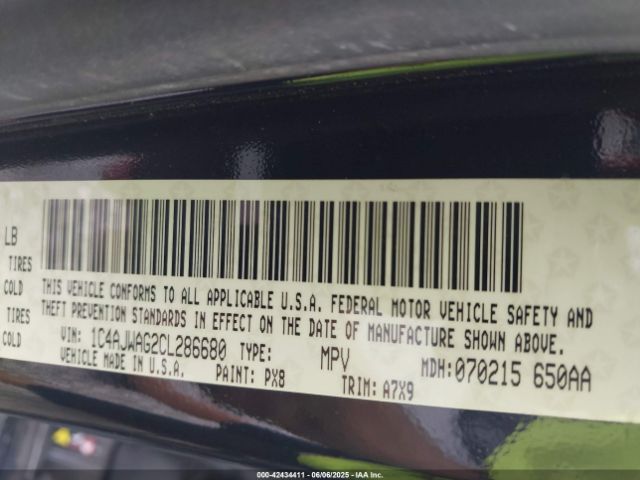 LB
TIRES
COLD
TIRES
COLD
THIS VEHICLE CONFORMS TO ALL APPLICABLE U.S.A. FEDERAL MOTOR VEHICLE SAFETY AND
THEFT PREVENTION STANDARDS IN EFFECT ON THE DATE OF MANUFACTURE SHOWN ABOVE.
VIN: 1C4AJWAG2CL286680 TYPE: MPV MDH:070215 650AA
VEHICLE MADE IN U.S.A. PAINT: PX8 TRIM: A7X9
000-42434411 - 06/06/2025 - IAA Inc.